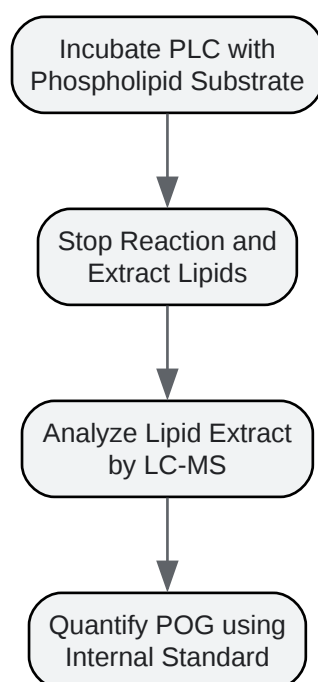 Incubate PLC with
Phospholipid Substrate
Stop Reaction and
Extract Lipids
Analyze Lipid Extract
by LC-MS
Quantify POG using
Internal Standard